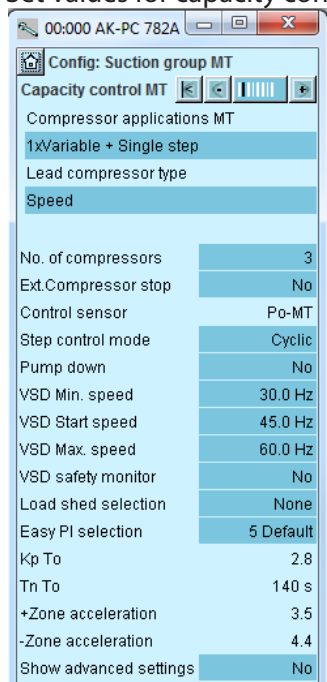 Set values for capacity con
00:000 AK-PC 782A
Config: Suction group MT
Capacity control MT
Compressor applications MT
1xVariable + Single step
Lead compressor type
Speed
No. of compressors 3
Ext.Compressor stop No
Control sensor Po-MT
Step control mode Cyclic
Pump down No
VSD Min. speed 30.0 Hz
VSD Start speed 45.0 Hz
VSD Max. speed 60.0 Hz
VSD safety monitor No
Load shed selection None
Easy PI selection 5 Default
Kp To 2.8
Tn To 140 s
+Zone acceleration 3.5
-Zone acceleration 4.4
Show advanced settings No